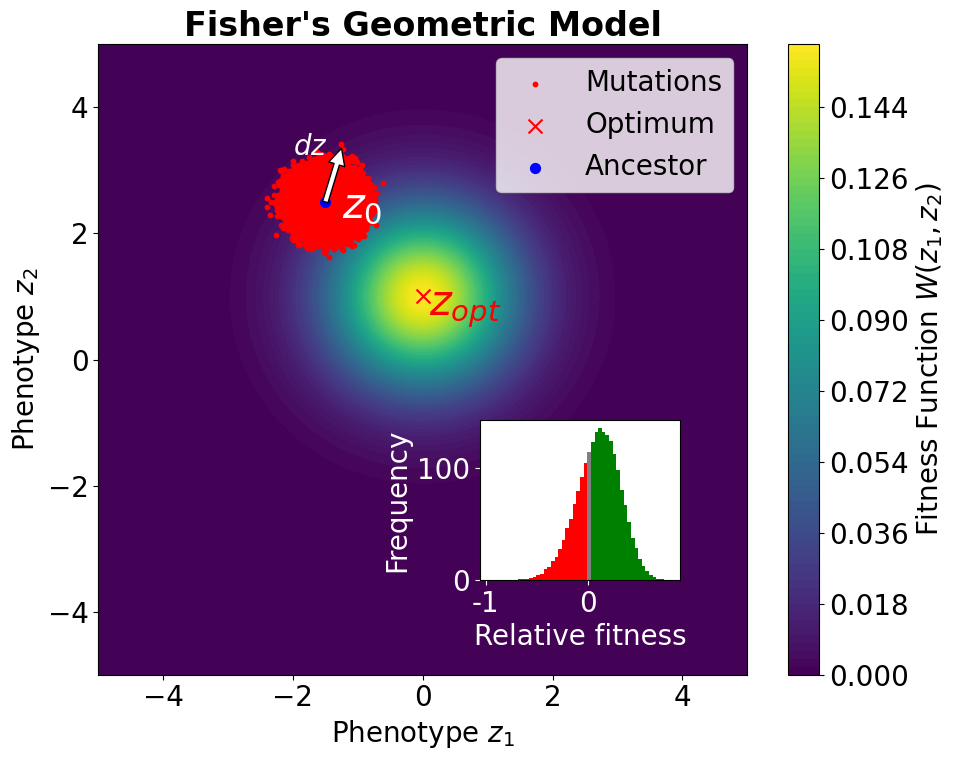 Fisher's Geometric Model
Mutations
Optimum
Ancestor
dz
z₀
z_opt
Phenotype z₂
4
2
0
−2
−4
−4
−2
0
2
4
Phenotype z₁
Frequency
100
0
-1
0
Relative fitness
0.144
0.126
0.108
0.090
0.072
0.054
0.036
0.018
0.000
Fitness Function W(z₁, z₂)